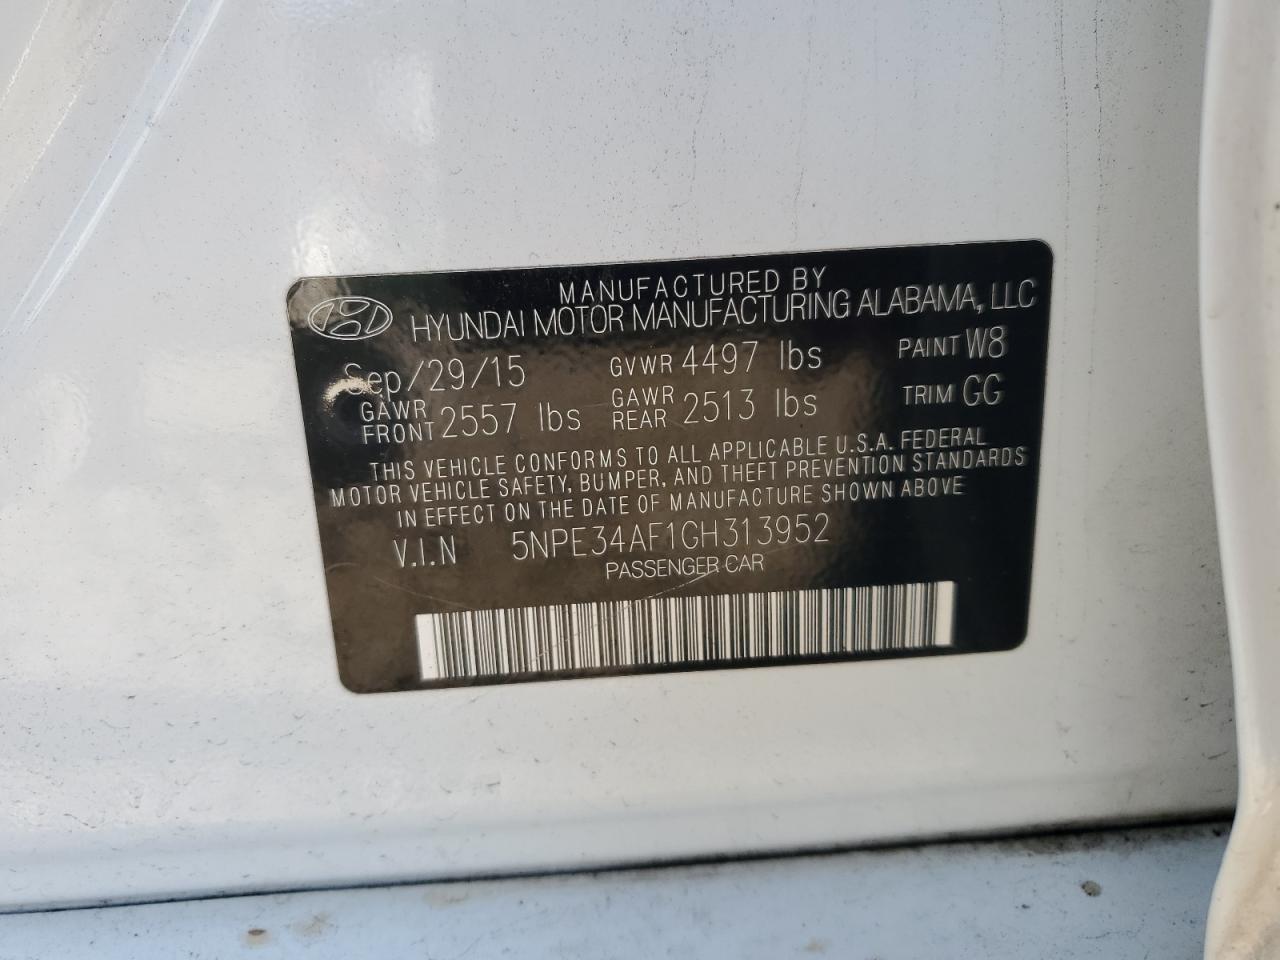 MANUFACTURED BY
HYUNDAI MOTOR MANUFACTURING ALABAMA, LLC
Sep/29/15 GVWR 4497 lbs PAINT W8
GAWR FRONT 2557 lbs GAWR REAR 2513 lbs TRIM GG
THIS VEHICLE CONFORMS TO ALL APPLICABLE U.S.A. FEDERAL
MOTOR VEHICLE SAFETY, BUMPER, AND THEFT PREVENTION STANDARDS
IN EFFECT ON THE DATE OF MANUFACTURE SHOWN ABOVE
V.I.N 5NPE34AF1GH313952
PASSENGER CAR